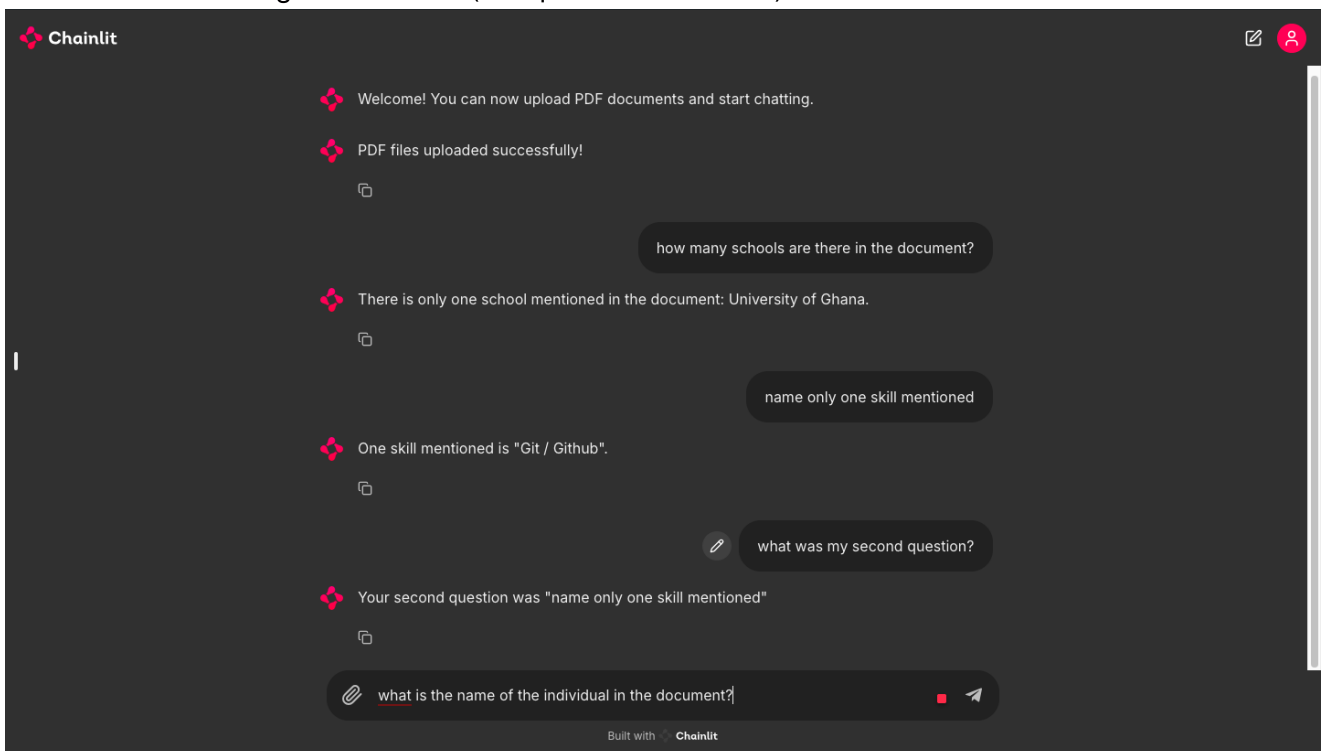 Chainlit
Welcome! You can now upload PDF documents and start chatting.
PDF files uploaded successfully!
how many schools are there in the document?
There is only one school mentioned in the document: University of Ghana.
name only one skill mentioned
One skill mentioned is "Git / Github".
what was my second question?
Your second question was "name only one skill mentioned"
what is the name of the individual in the document?
Built with Chainlit